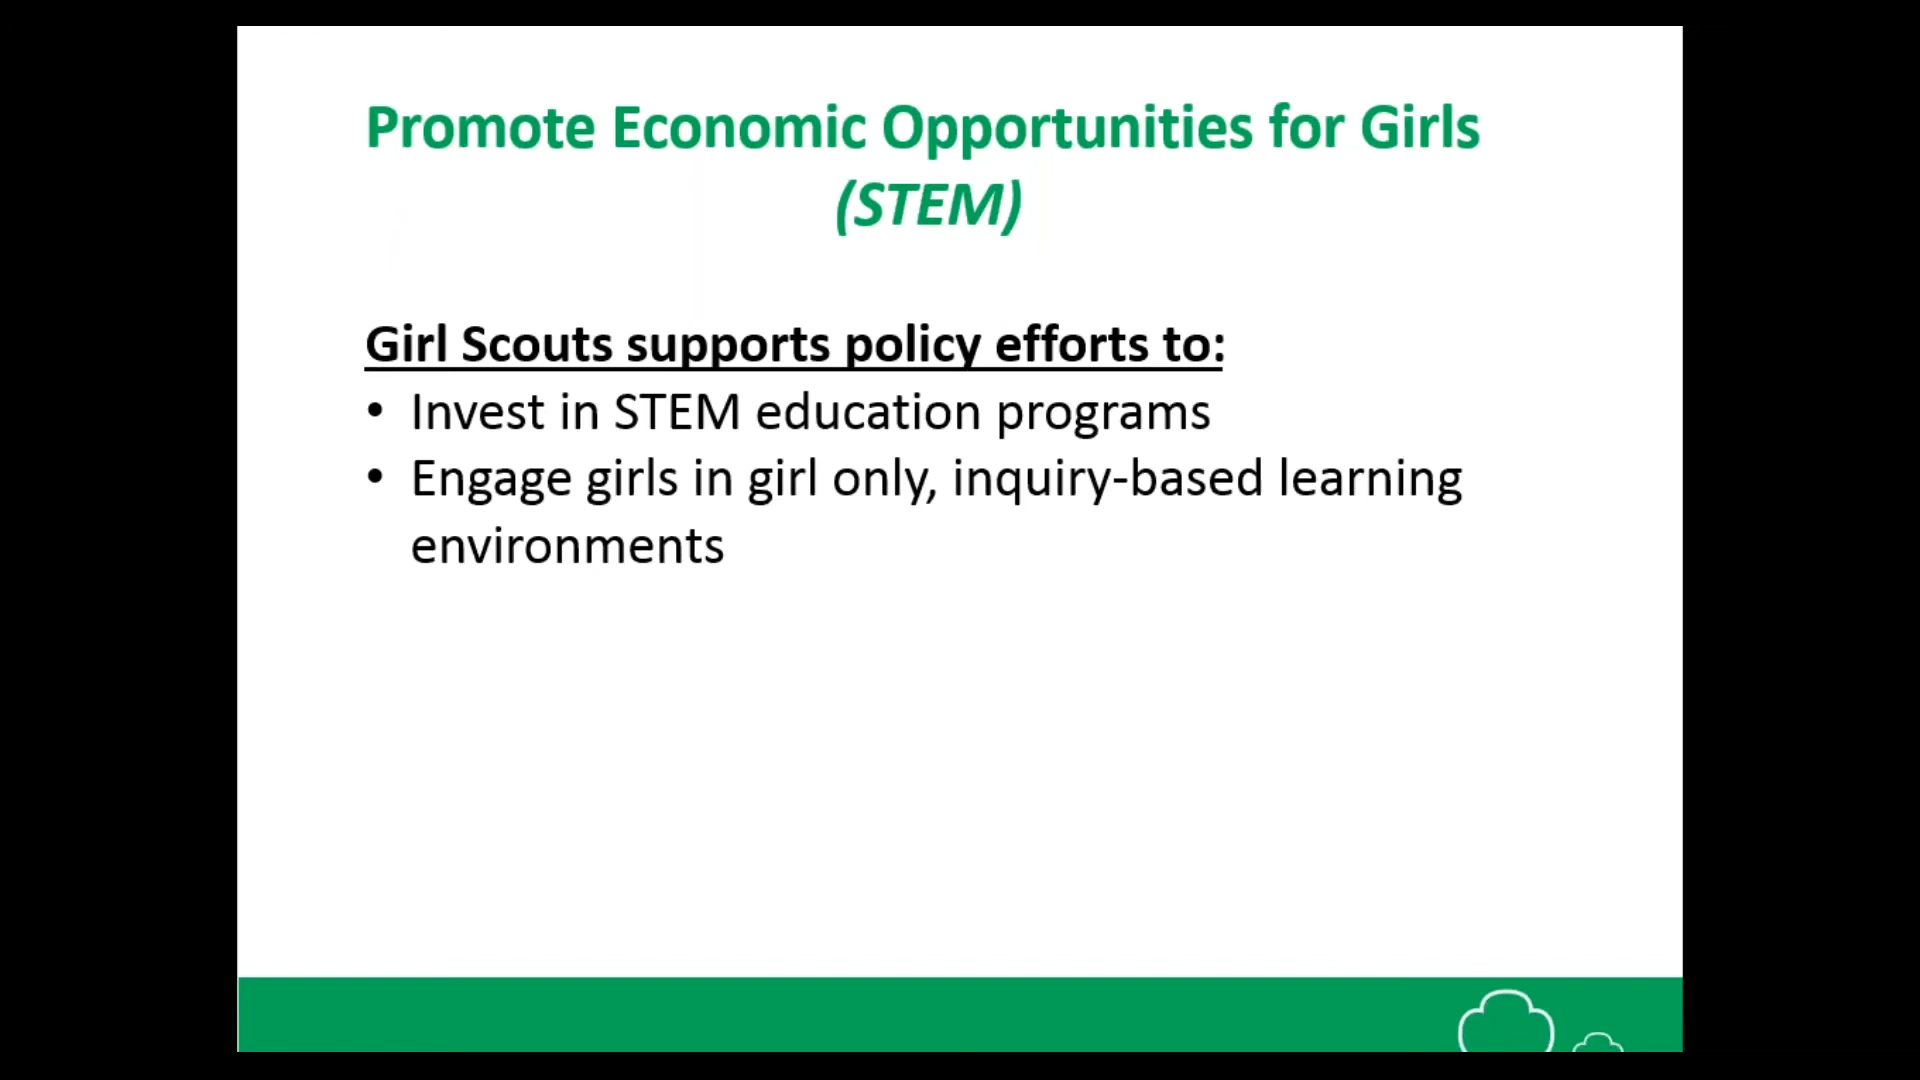 Promote Economic Opportunities for Girls
(STEM)
Girl Scouts supports policy efforts to:
• Invest in STEM education programs
• Engage girls in girl only, inquiry-based learning
environments